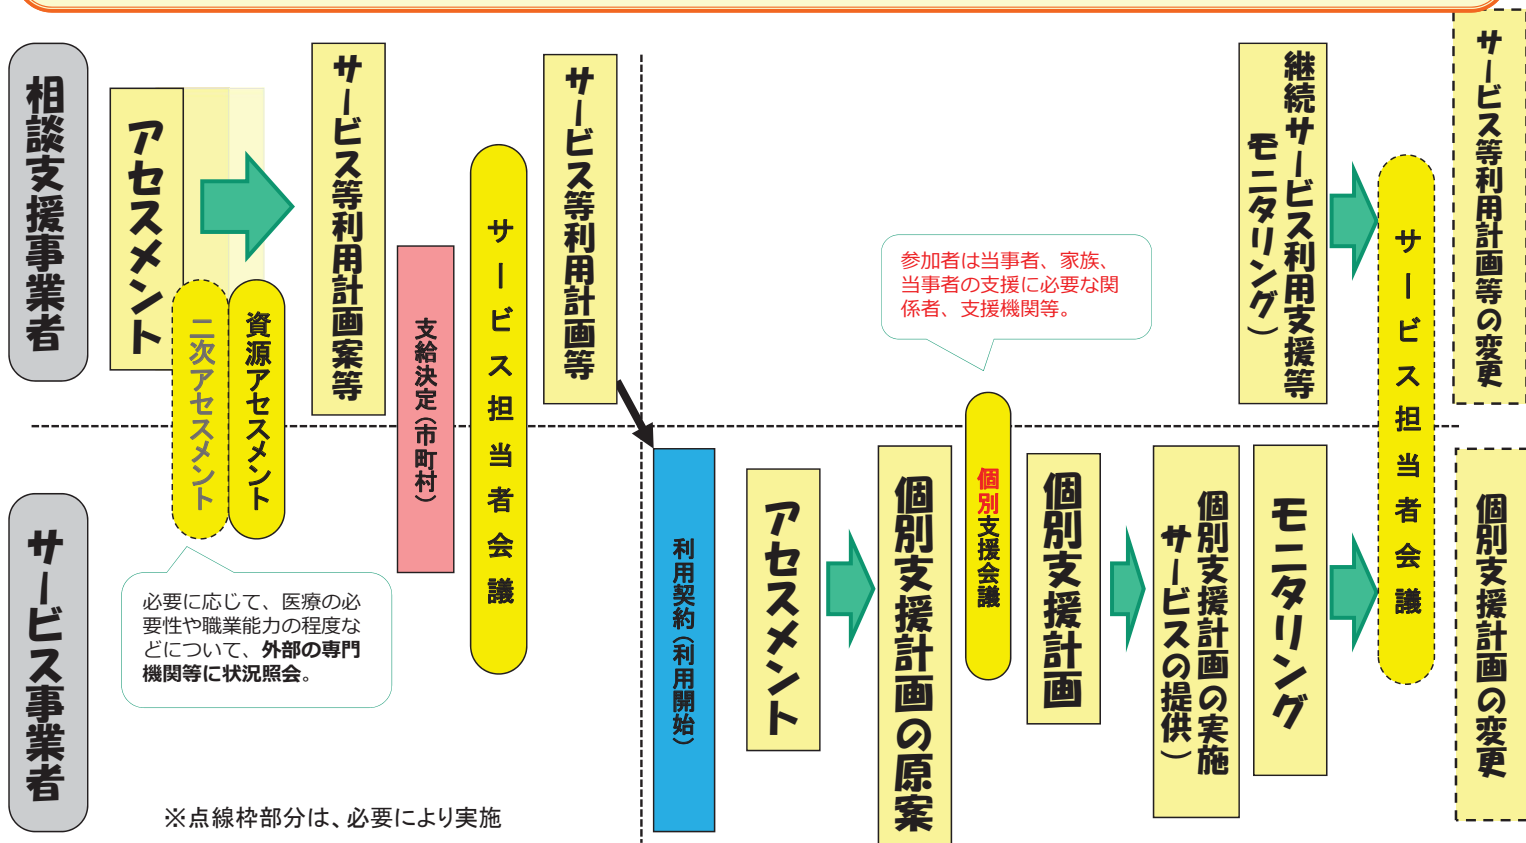 相談支援事業者
アセスメント
二次アセスメント
資源アセスメント
サービス等利用計画案等
支給決定（市町村）
サービス担当者会議
サービス等利用計画等
継続サービス利用支援等
モニタリング）
サービス担当者会議
サービス等利用計画等の変更
参加者は当事者、家族、
当事者の支援に必要な関
係者、支援機関等。
サービス事業者
必要に応じて、医療の必
要性や職業能力の程度な
どについて、外部の専門
機関等に状況照会。
利用契約（利用開始）
アセスメント
個別支援計画の原案
個別支援会議
個別支援計画
個別支援計画の実施
サービスの提供）
モニタリング
個別支援計画の変更
※点線枠部分は、必要により実施